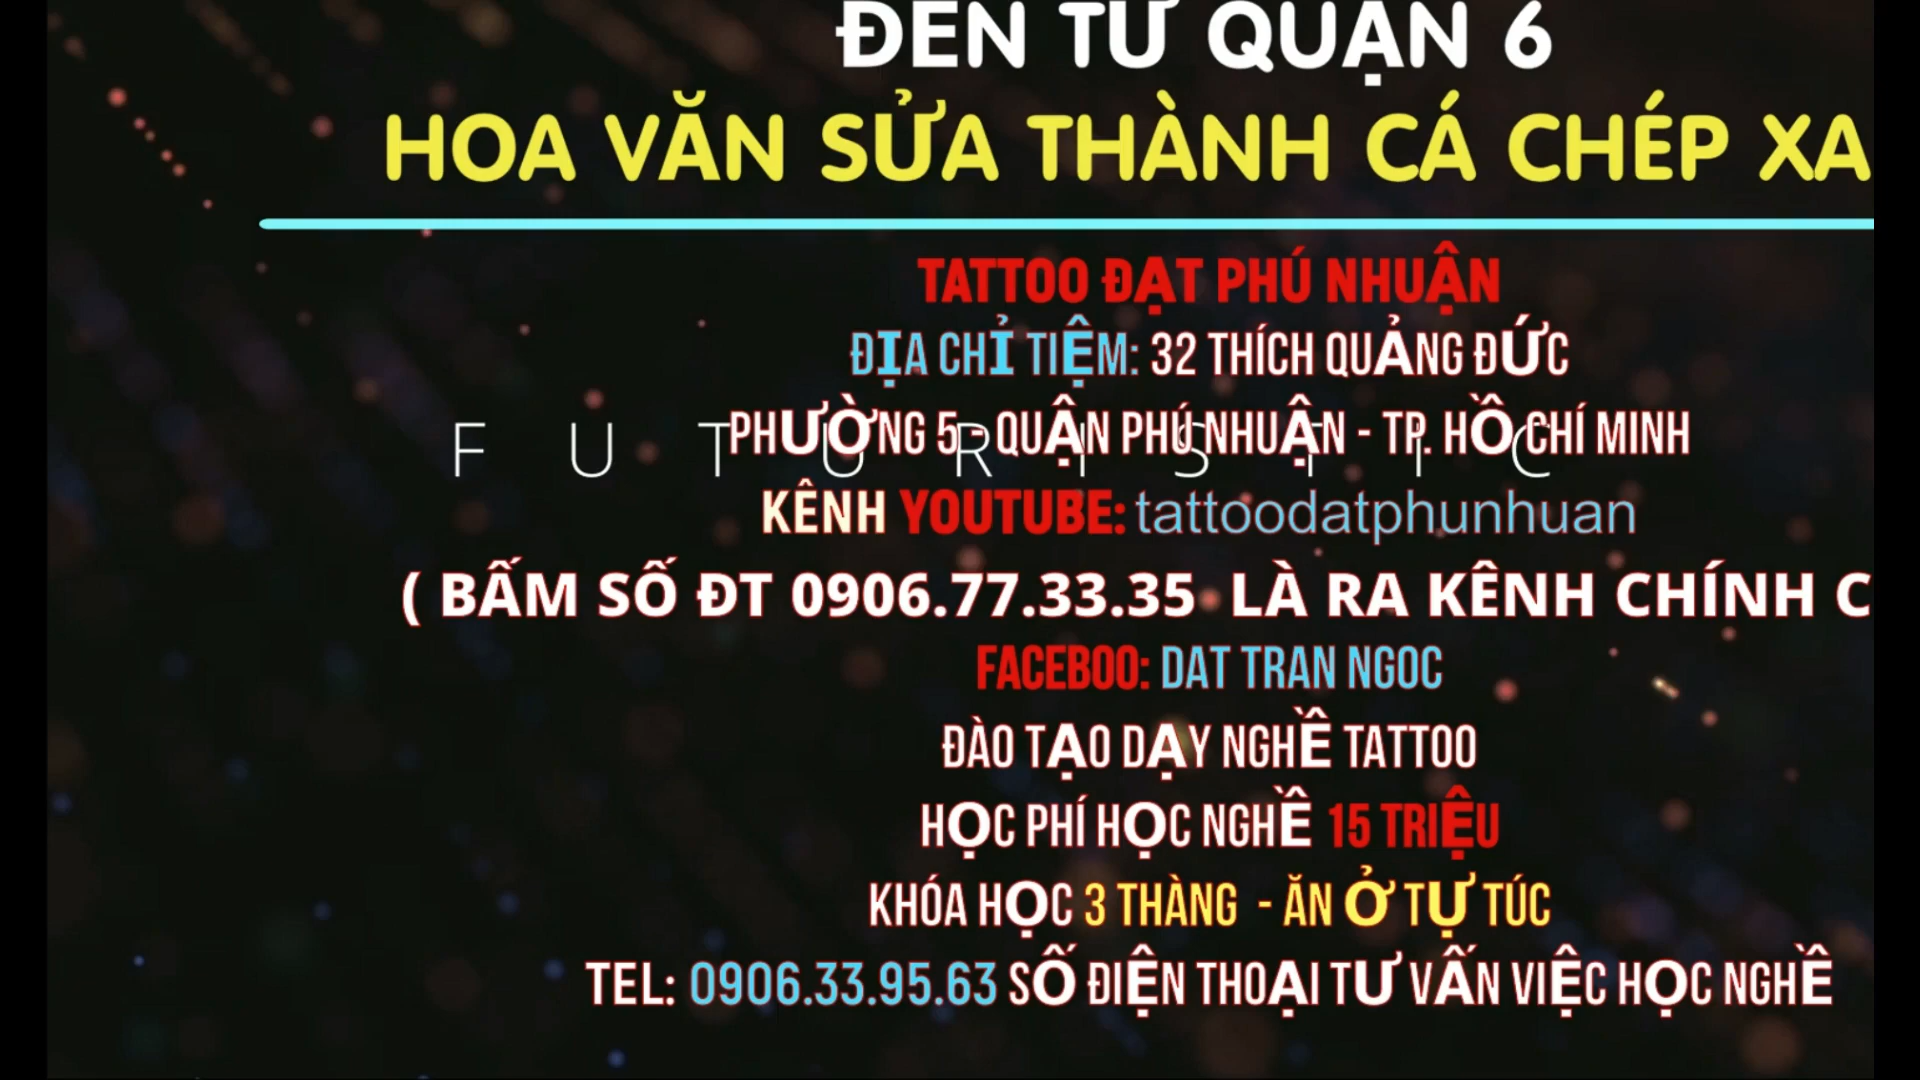 ĐẾN TỪ QUẬN 6
HOA VĂN SỬA THÀNH CÁ CHÉP XA
TATTOO ĐẠT PHÚ NHUẬN
ĐỊA CHỈ TIỆM: 32 THÍCH QUẢNG ĐỨC
PHƯỜNG 5 - QUẬN PHÚ NHUẬN - TP. HỒ CHÍ MINH
FUTURISTIC
KÊNH YOUTUBE: tattoodatphunhuan
( BẤM SỐ ĐT 0906.77.33.35 LÀ RA KÊNH CHÍNH C
FACEBOO: DAT TRAN NGOC
ĐÀO TẠO DẠY NGHỀ TATTOO
HỌC PHÍ HỌC NGHỀ 15 TRIỆU
KHÓA HỌC 3 THÀNG - ĂN Ở TỰ TÚC
TEL: 0906.33.95.63 SỐ ĐIỆN THOẠI TƯ VẤN VIỆC HỌC NGHỀ